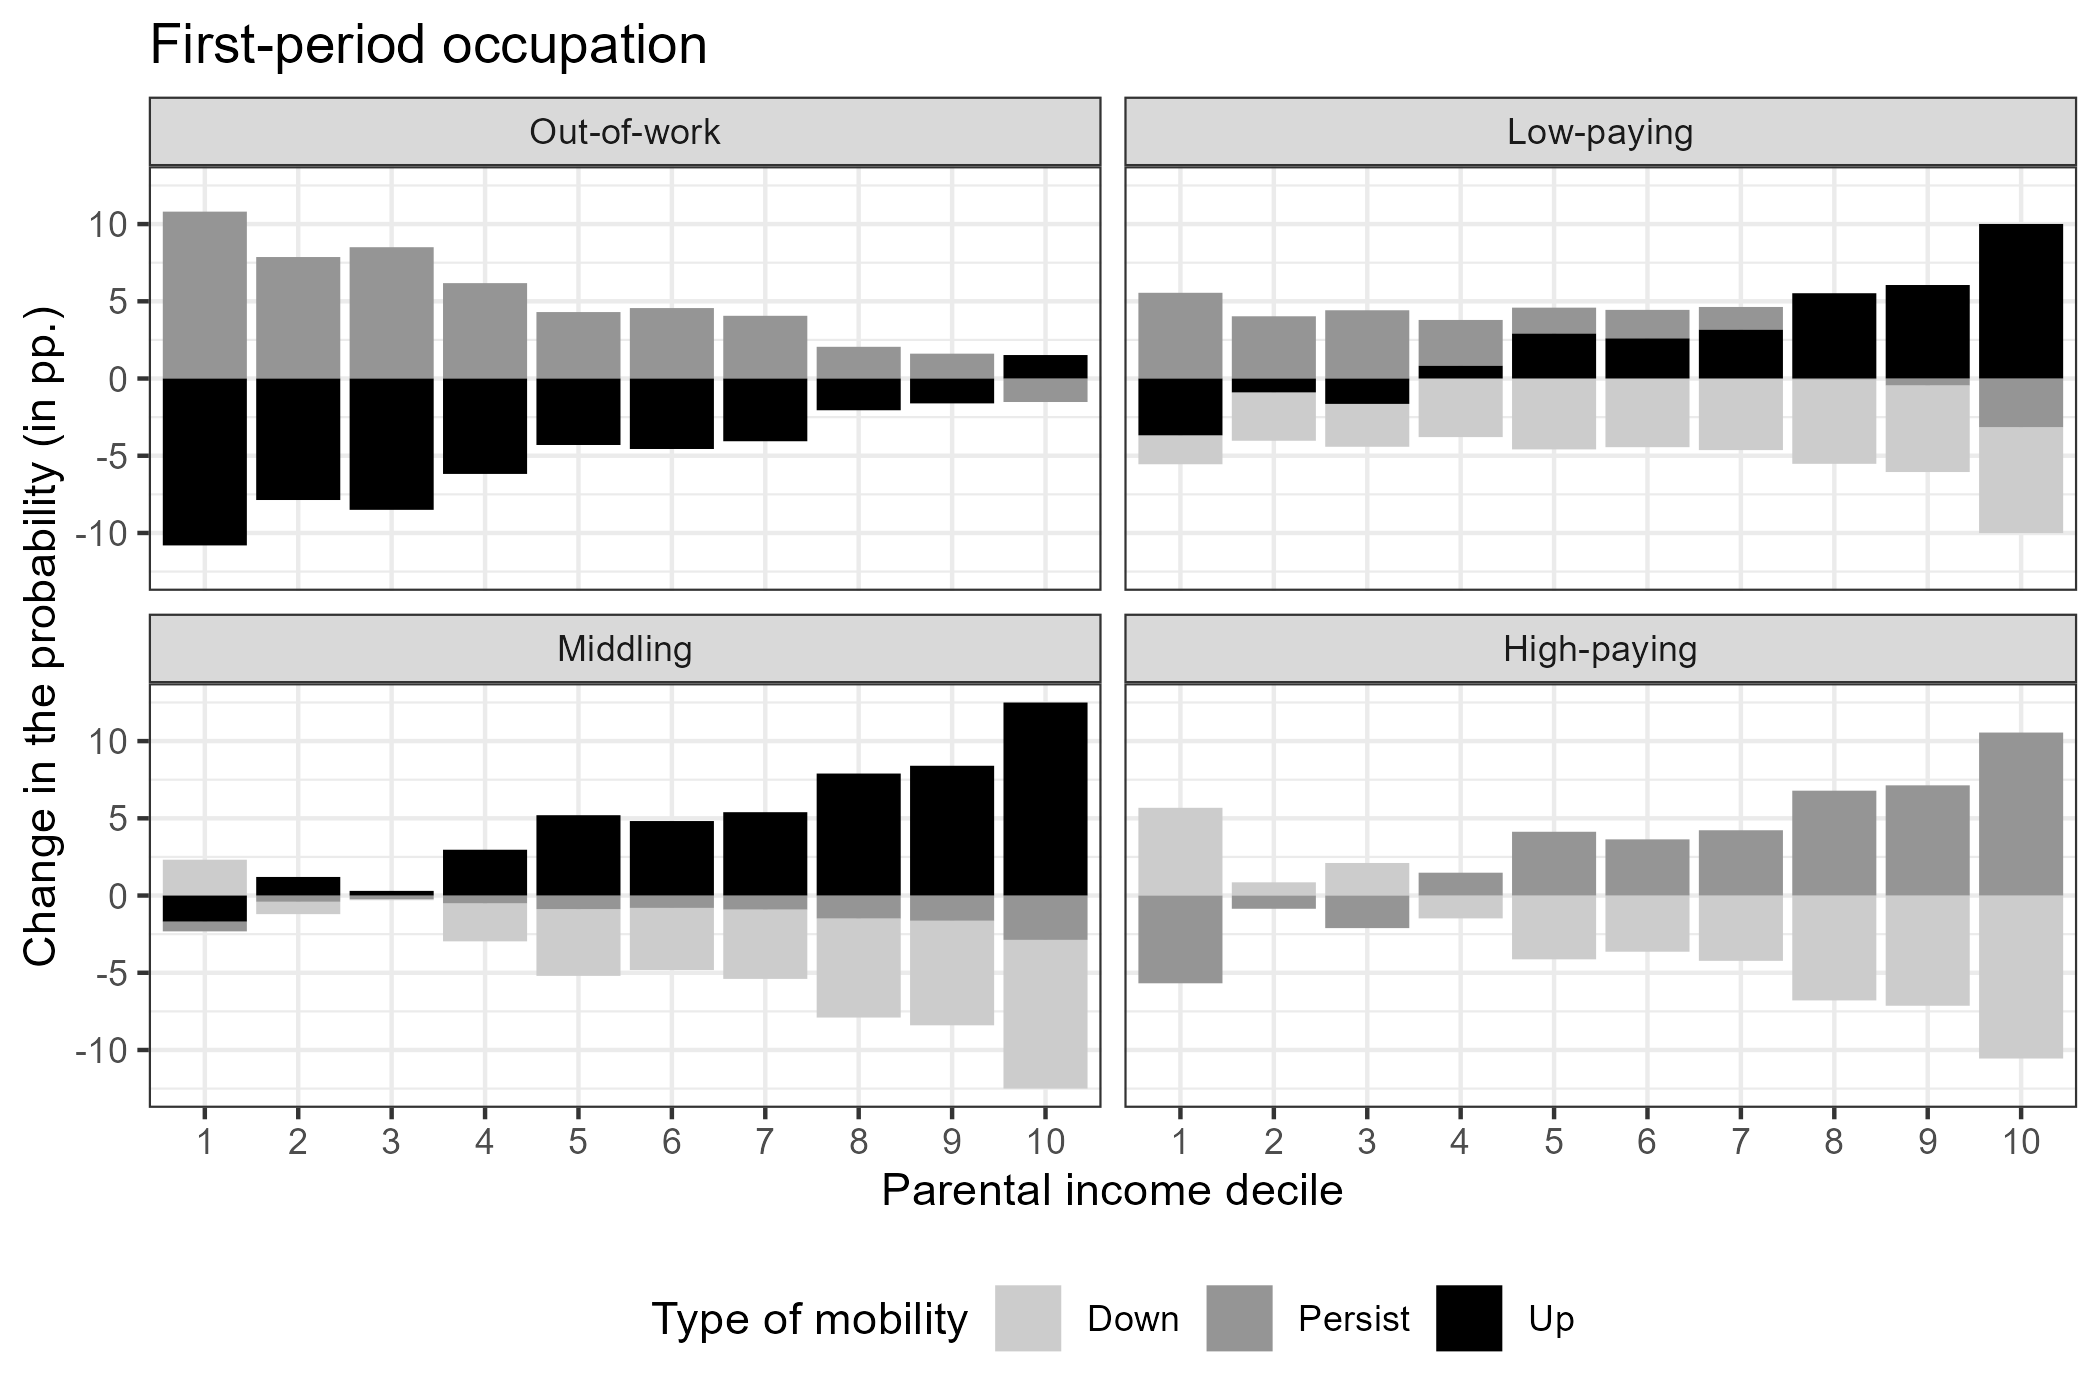 First-period occupation
Out-of-work
Low-paying
10
5
0
-5
-10
Middling
High-paying
10
5
0
-5
-10
Change in the probability (in pp.)
1 2 3 4 5 6 7 8 9 10
1 2 3 4 5 6 7 8 9 10
Parental income decile
Type of mobility Down Persist Up